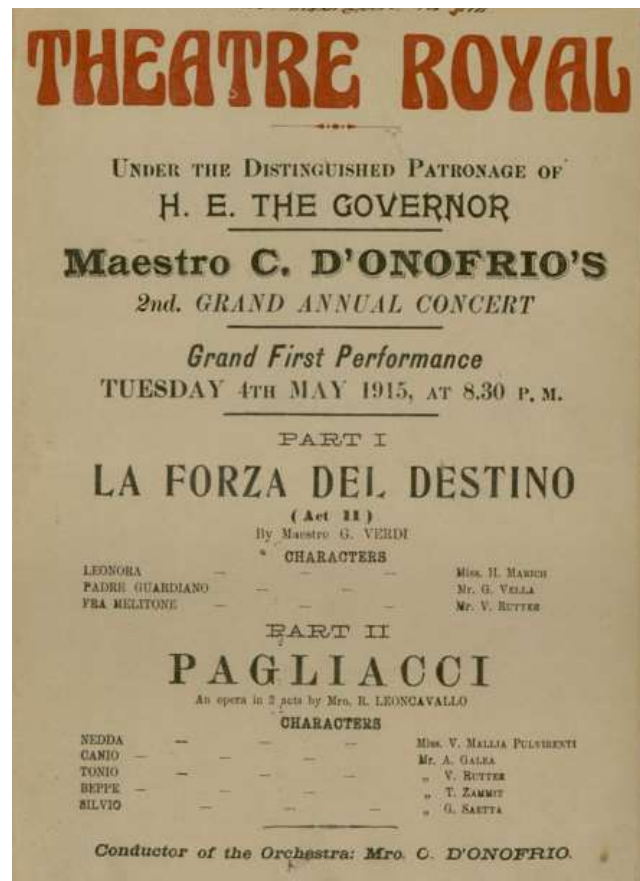 THEATRE ROYAL
UNDER THE DISTINGUISHED PATRONAGE OF
H. E. THE GOVERNOR
Maestro C. D'ONOFRIO'S
2nd. GRAND ANNUAL CONCERT
Grand First Performance
TUESDAY 4TH MAY 1915, AT 8.30 P. M.
PART I
LA FORZA DEL DESTINO
(Act II)
By Maestro G. VERDI
CHARACTERS
LEONORA — — — Miss. H. MARICH
PADRE GUARDIANO — — — Mr. G. VELLA
FRA MELITONE — — — Mr. V. RUTTER
PART II
PAGLIACCI
An opera in 2 acts by Mro. R. LEONCAVALLO
CHARACTERS
NEDDA — — — Miss. V. MALLIA PULVIRENTI
CANIO — — — Mr. A. GALEA
TONIO — — — „ V. RUTTER
BEPPE — — — „ T. ZAMMIT
SILVIO — — — „ G. SAETTA
Conductor of the Orchestra: Mro. C. D'ONOFRIO.